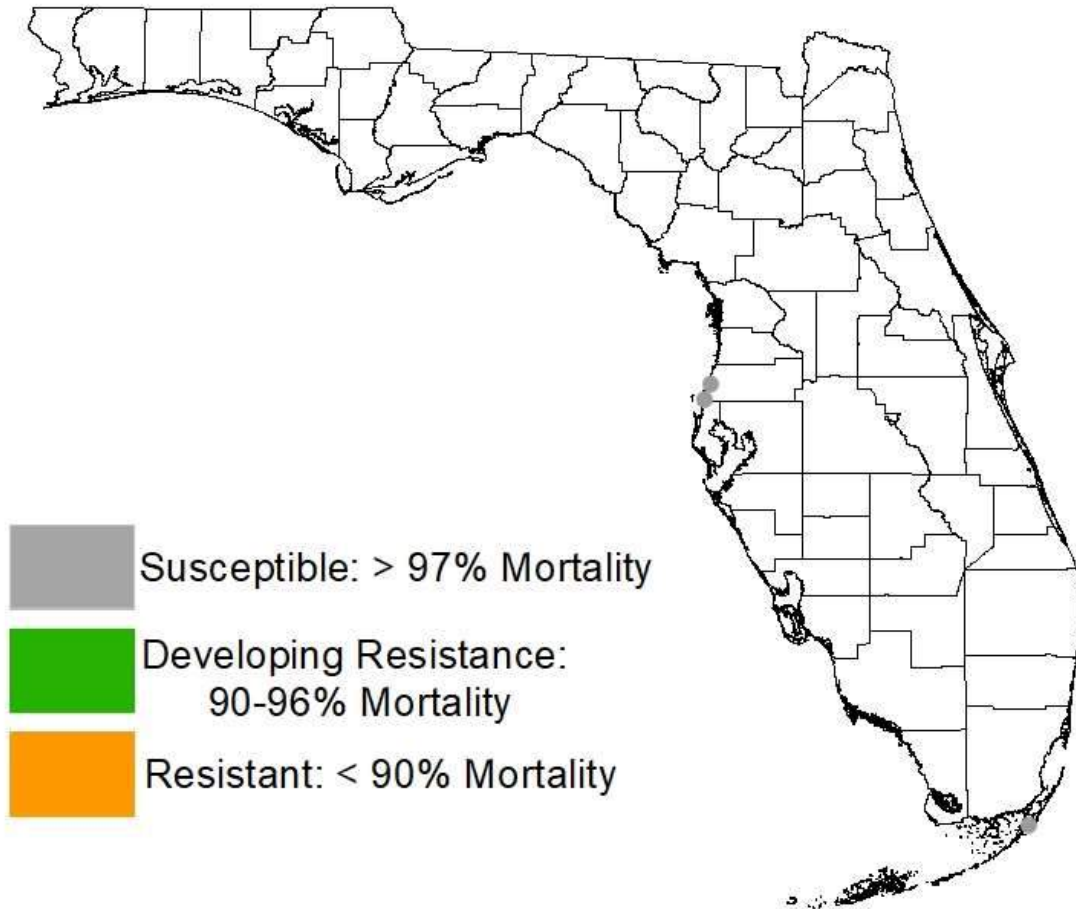 Susceptible: > 97% Mortality
Developing Resistance:
90-96% Mortality
Resistant: < 90% Mortality